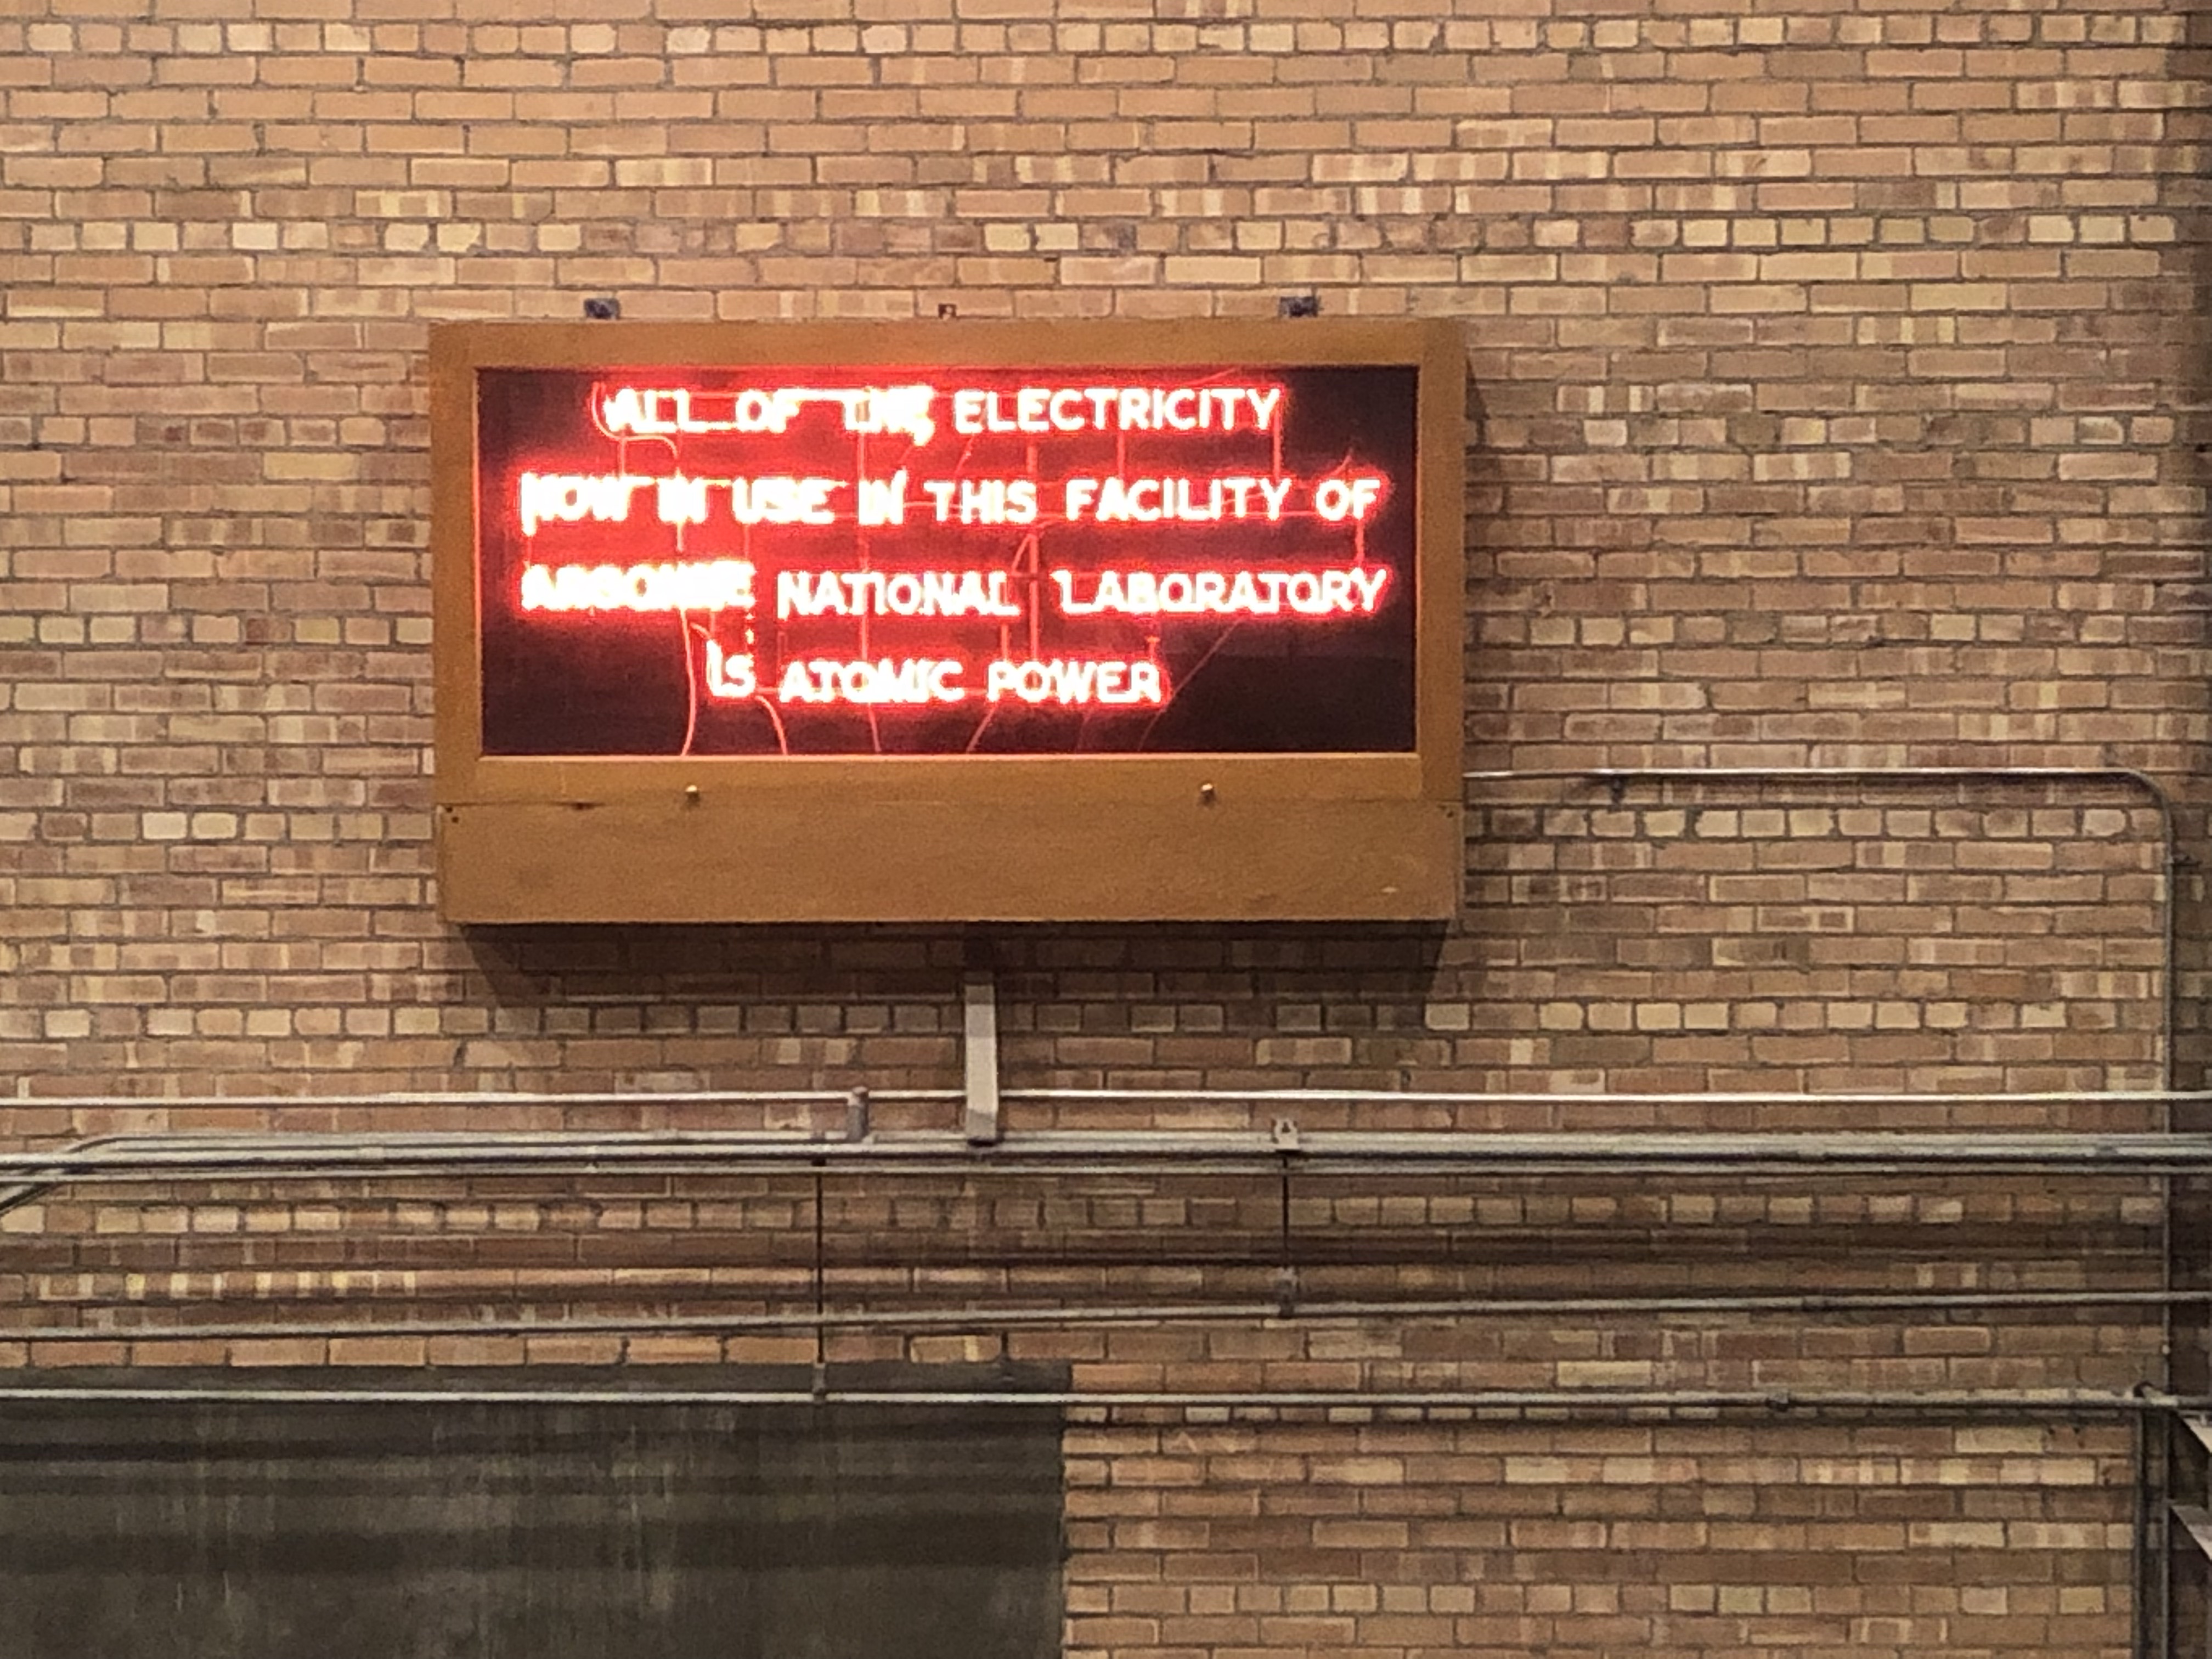 ALL OF THE ELECTRICITY
NOW IN USE IN THIS FACILITY OF
ARGONNE NATIONAL LABORATORY
IS ATOMIC POWER